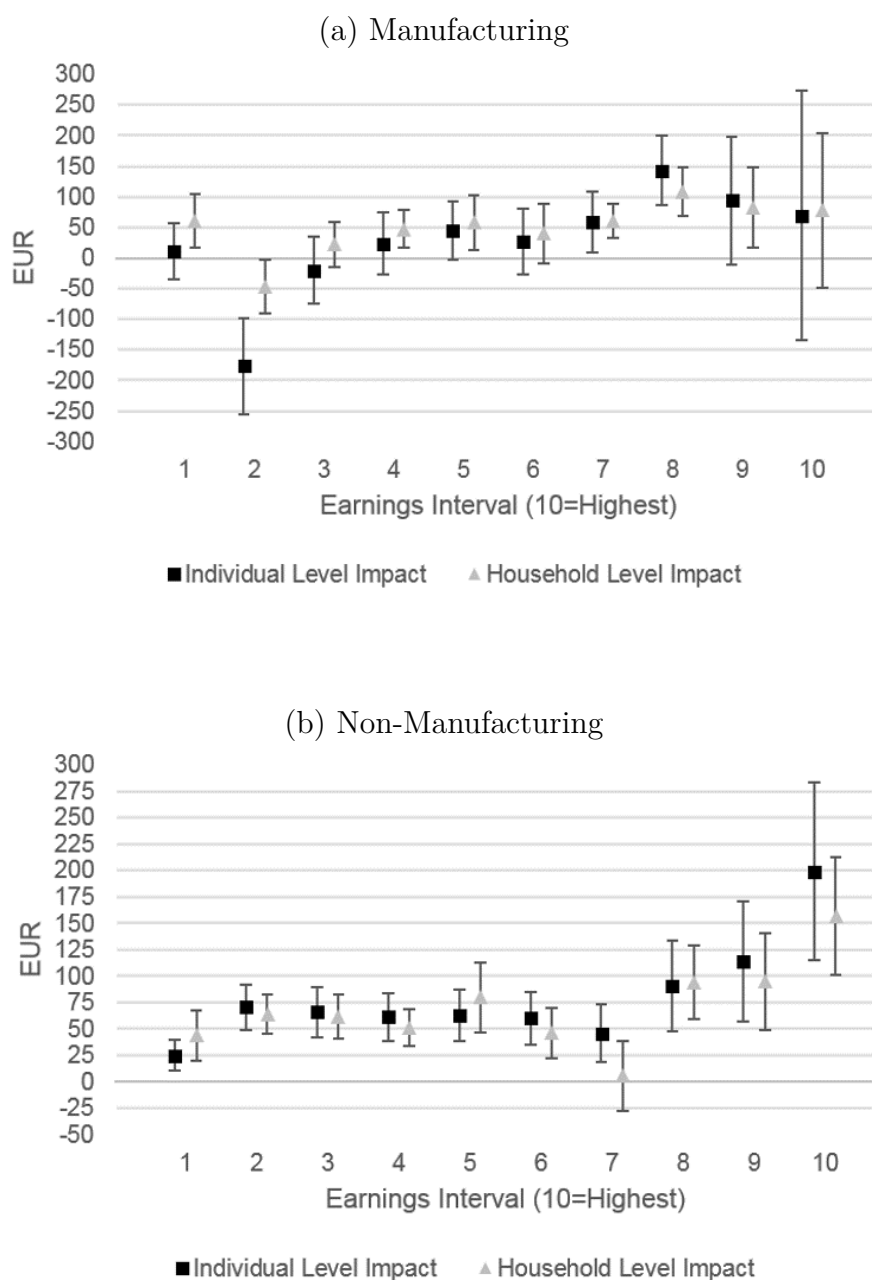 (a) Manufacturing
300
250
200
150
100
50
0
-50
-100
-150
-200
-250
-300
EUR
1 2 3 4 5 6 7 8 9 10
Earnings Interval (10=Highest)
Individual Level Impact Household Level Impact
(b) Non-Manufacturing
300
275
250
225
200
175
150
125
100
75
50
25
0
-25
-50
EUR
1 2 3 4 5 6 7 8 9 10
Earnings Interval (10=Highest)
Individual Level Impact Household Level Impact